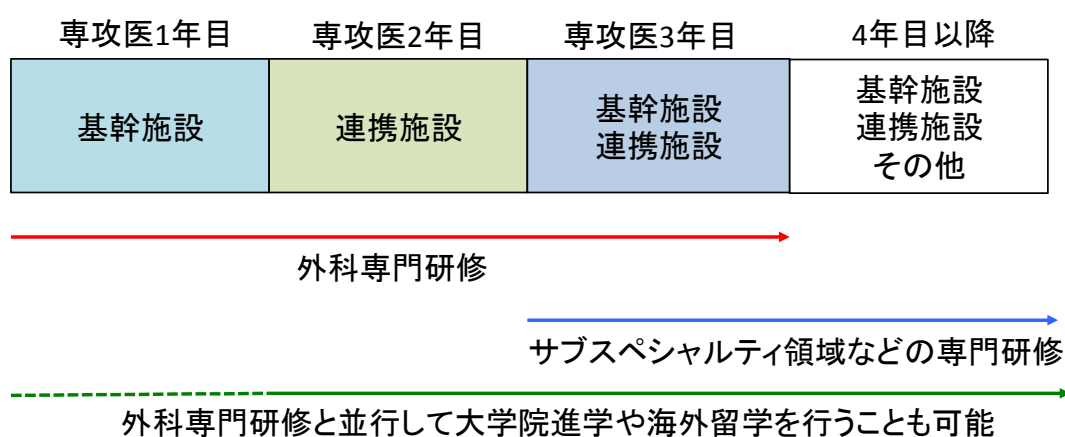 専攻医1年目 専攻医2年目 専攻医3年目 4年目以降
基幹施設
連携施設
基幹施設
連携施設
基幹施設
連携施設
その他
外科専門研修
サブスペシャルティ領域などの専門研修
外科専門研修と並行して大学院進学や海外留学を行うことも可能